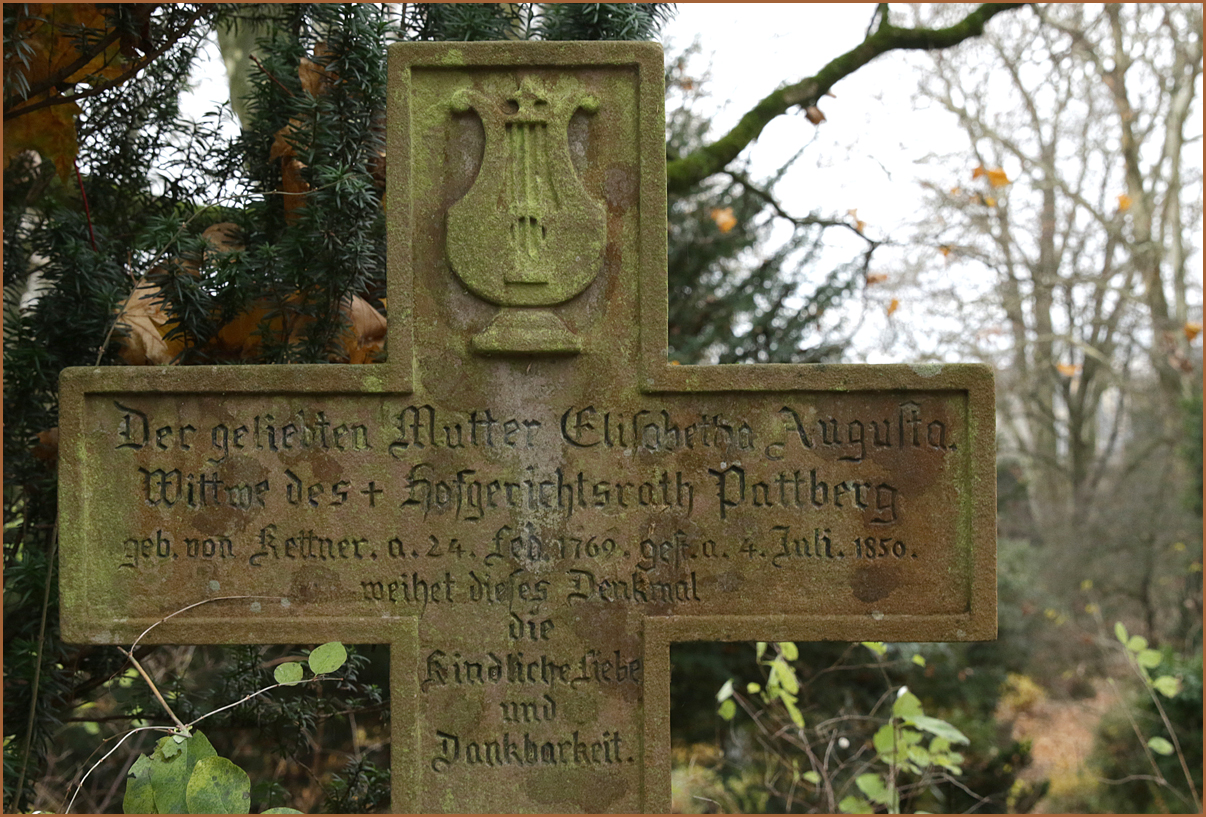 Der geliebten Mutter Elisabetha Augusta.
Wittwe des + Hofgerichtsrath Pattberg
geb. von Kettner. a. 24. Feb. 1769. gest. a. 4. Juli. 1850.
weihet dieses Denkmal
die
Kindliche Liebe
und
Dankbarkeit.